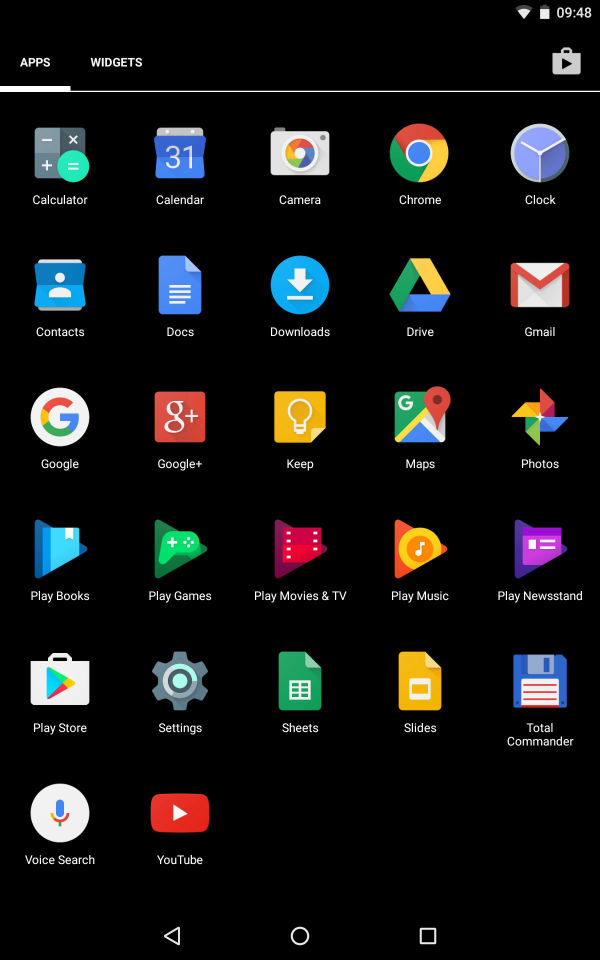 09:48
APPS WIDGETS
31
Calculator Calendar Camera Chrome Clock
Contacts Docs Downloads Drive Gmail
G g+ G
Google Google+ Keep Maps Photos
Play Books Play Games Play Movies & TV Play Music Play Newsstand
Play Store Settings Sheets Slides Total
Commander
Voice Search YouTube